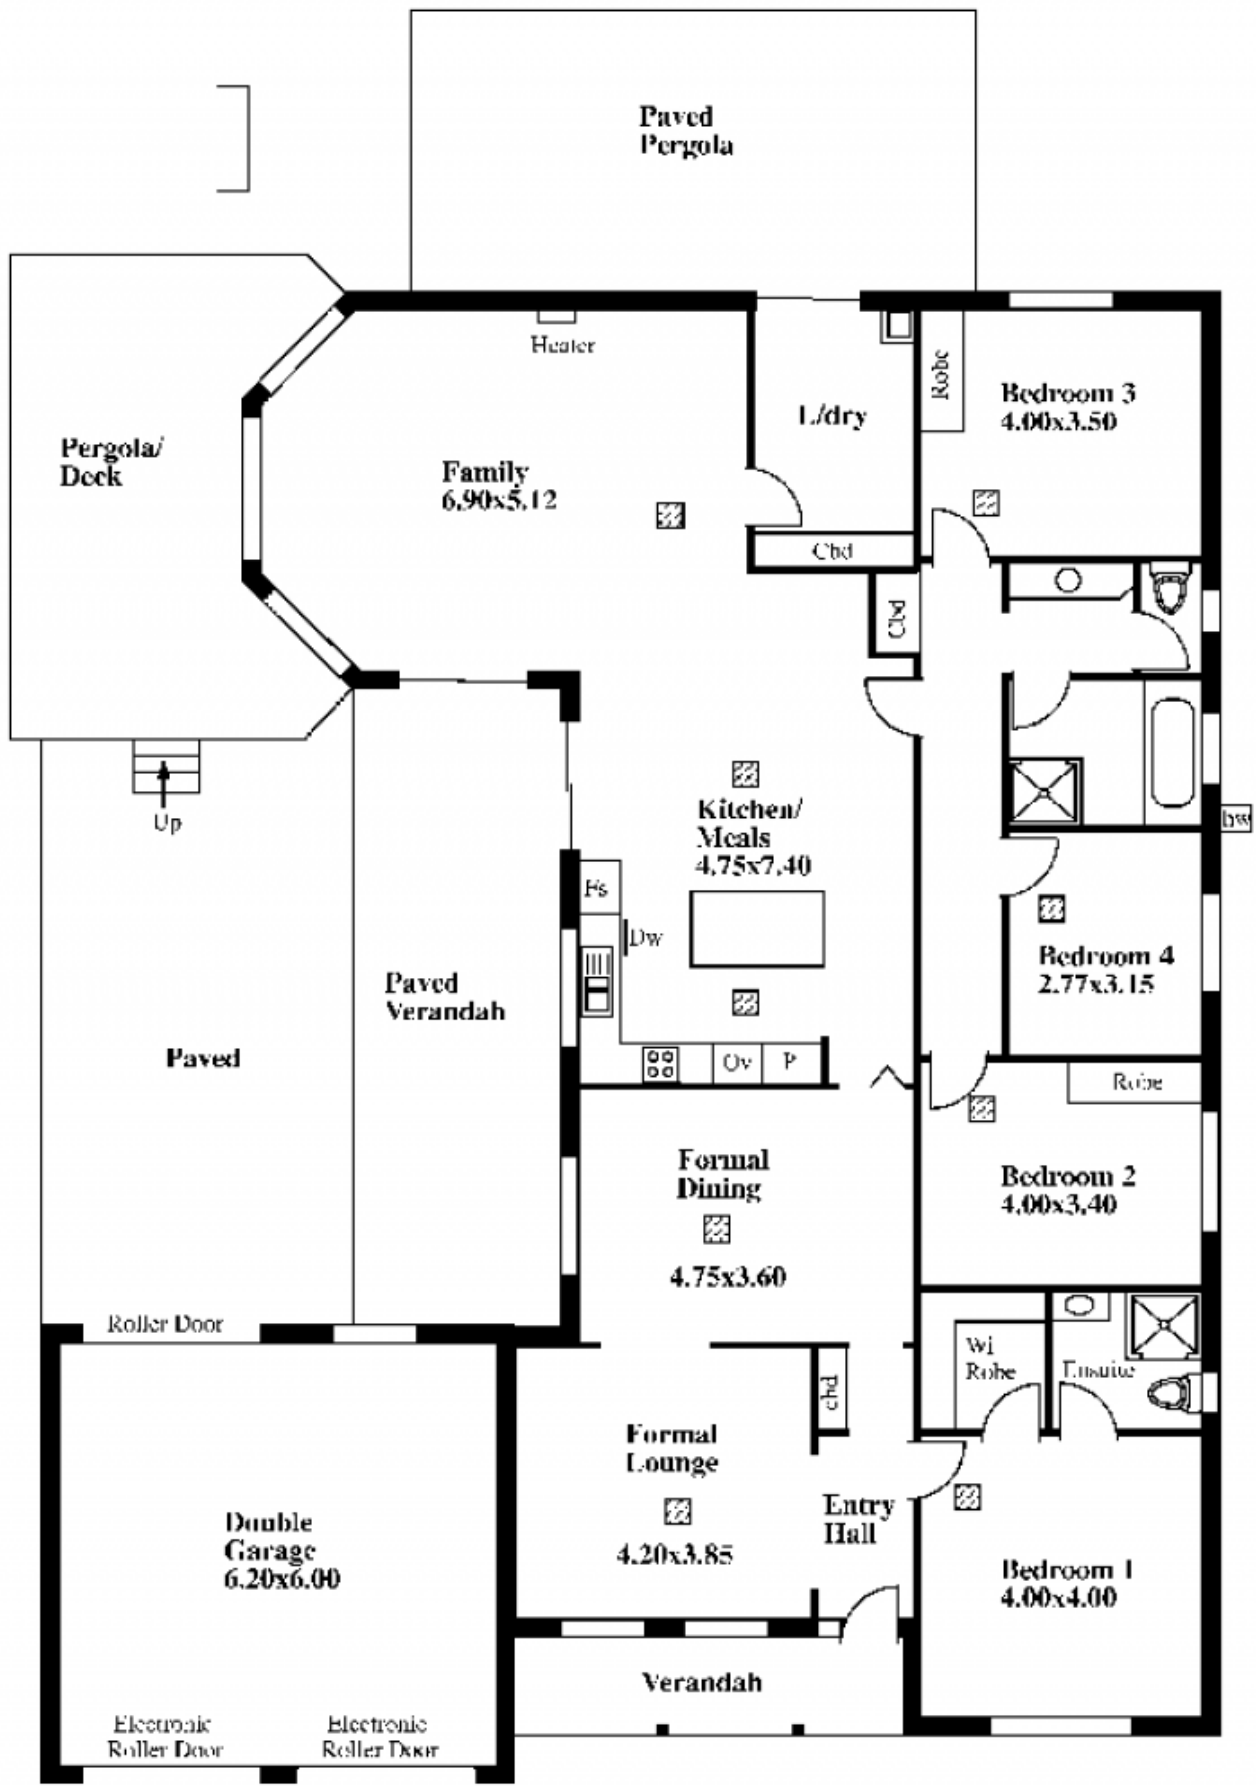 Paved
Pergola
Heater
Robe
Bedroom 3
4.00x3.50
L/dry
Pergola/
Deck
Family
6.90x5.12
Cbd
Cbd
Up
Kitchen/
Meals
4.75x7.40
hw
Fs
Dw
Bedroom 4
2.77x3.15
Paved
Verandah
Paved
Ov
P
Robe
Formal
Dining
4.75x3.60
Bedroom 2
4.00x3.40
Roller Door
Wi
Robe
Ensuite
cbd
Formal
Lounge
4.20x3.85
Entry
Hall
Double
Garage
6.20x6.00
Bedroom 1
4.00x4.00
Verandah
Electronic
Roller Door
Electronic
Roller Door